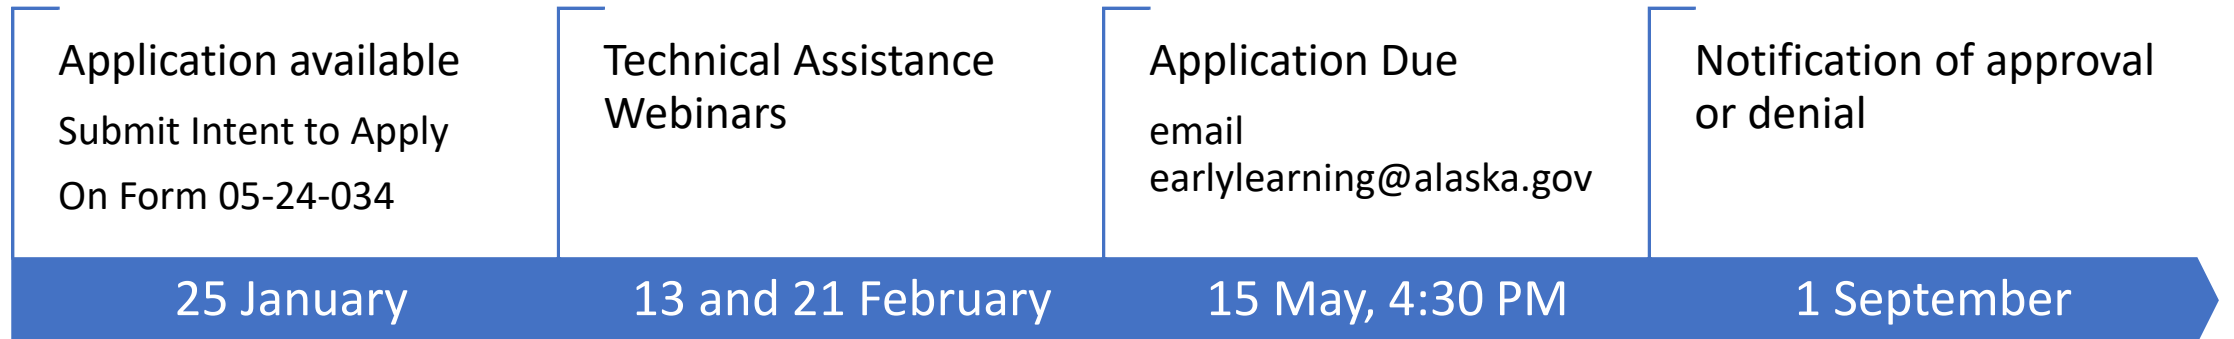 Application available
Submit Intent to Apply
On Form 05-24-034
25 January
Technical Assistance
Webinars
13 and 21 February
Application Due
email
earlylearning@alaska.gov
15 May, 4:30 PM
Notification of approval
or denial
1 September